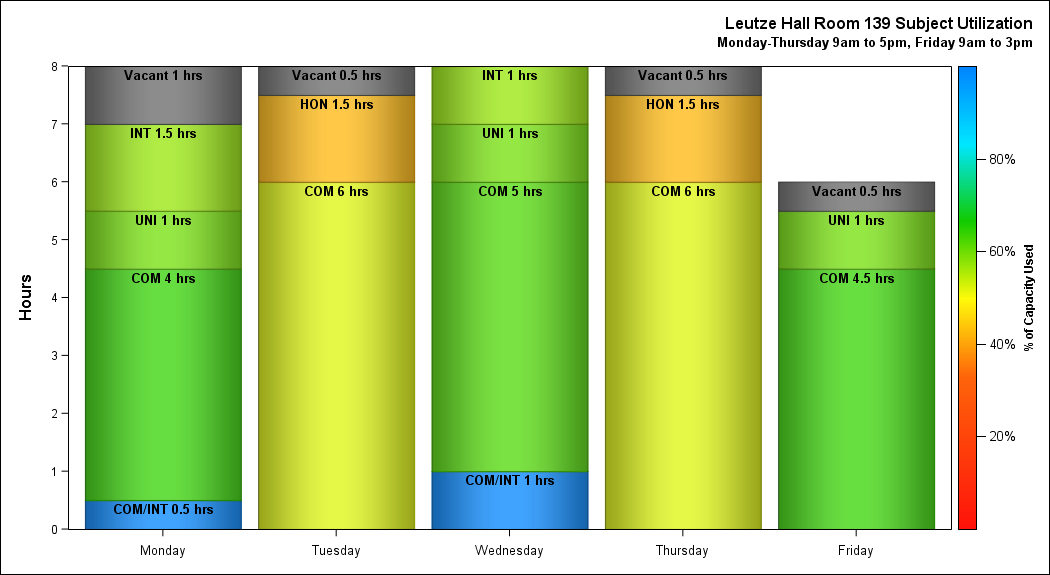 Leutze Hall Room 139 Subject Utilization
Monday-Thursday 9am to 5pm, Friday 9am to 3pm
Hours
8
7
6
5
4
3
2
1
0
Vacant 1 hrs
INT 1.5 hrs
UNI 1 hrs
COM 4 hrs
COM/INT 0.5 hrs
Vacant 0.5 hrs
HON 1.5 hrs
COM 6 hrs
INT 1 hrs
UNI 1 hrs
COM 5 hrs
COM/INT 1 hrs
Vacant 0.5 hrs
HON 1.5 hrs
COM 6 hrs
Vacant 0.5 hrs
UNI 1 hrs
COM 4.5 hrs
Monday
Tuesday
Wednesday
Thursday
Friday
80%
60%
40%
20%
% of Capacity Used